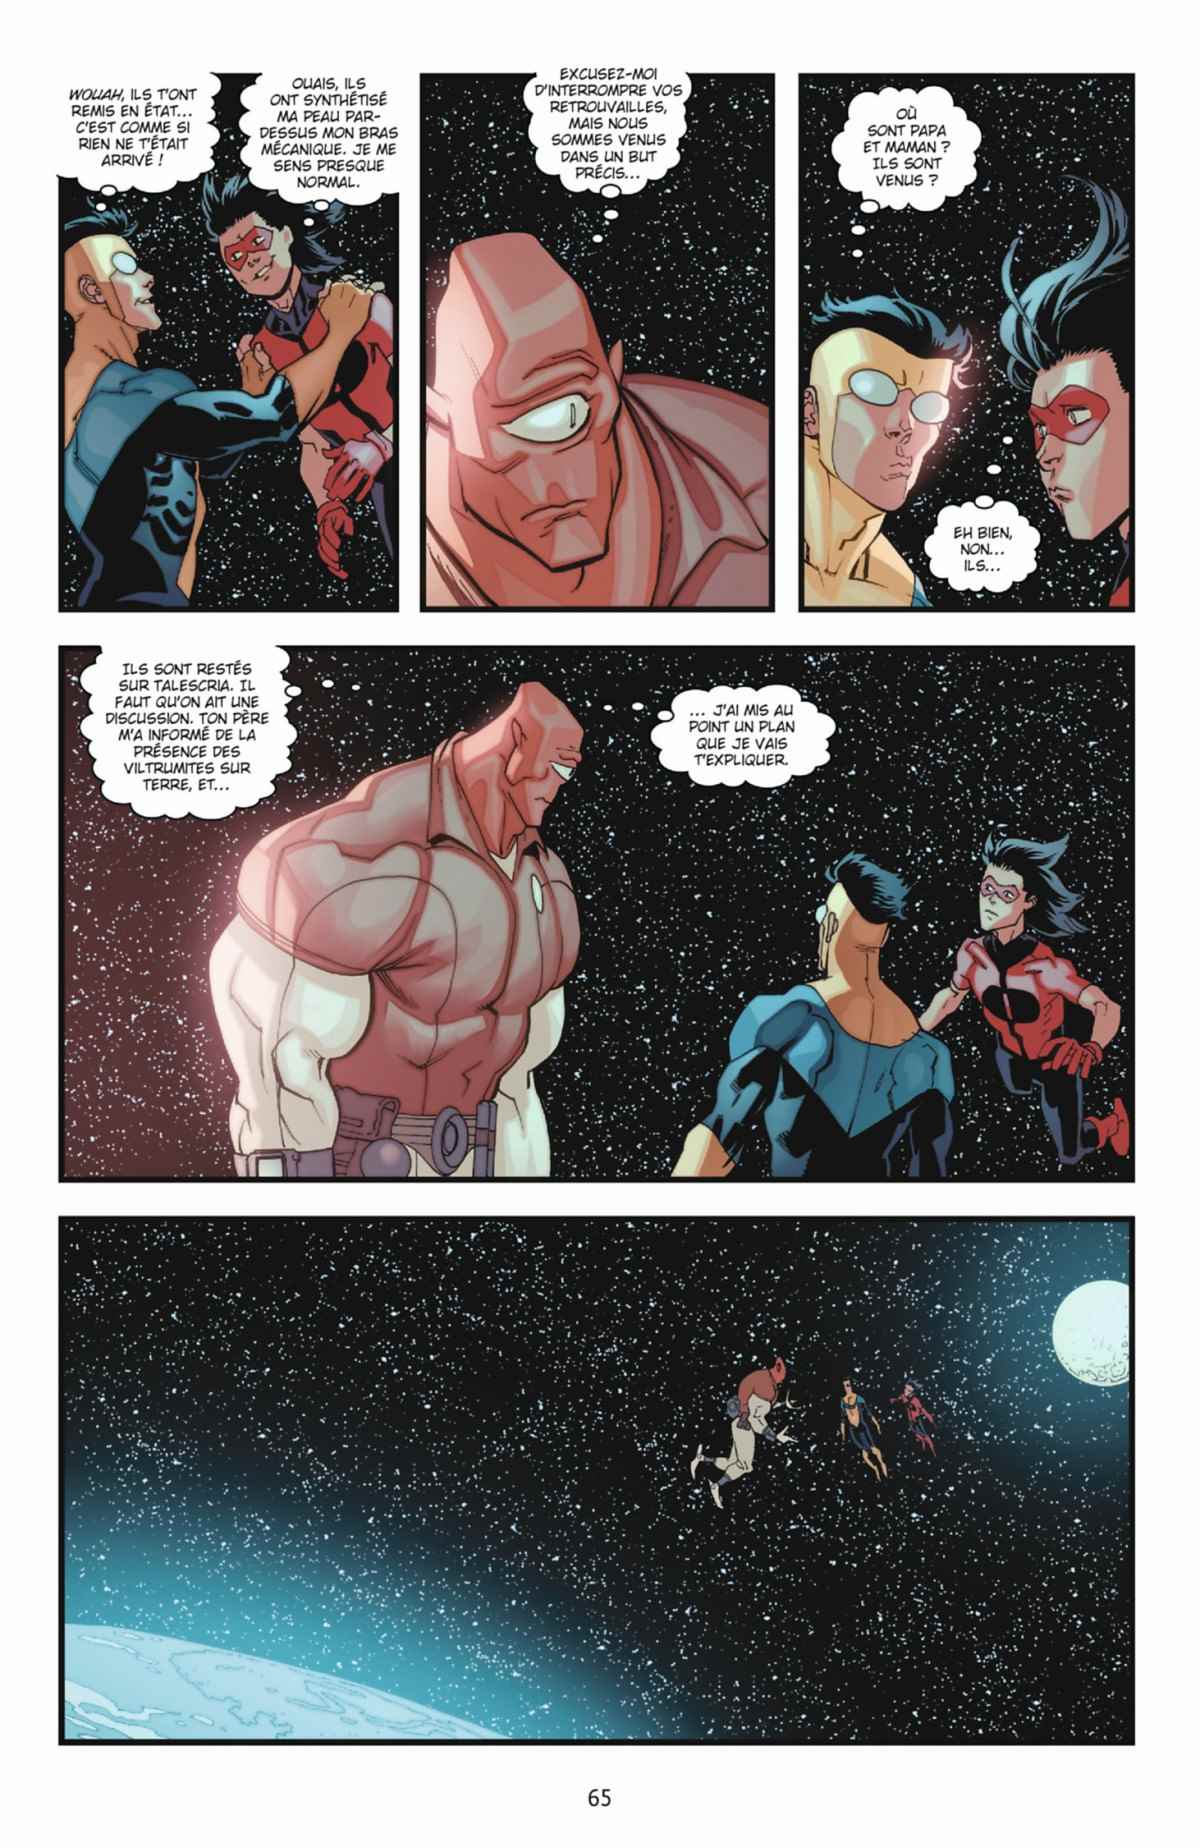 WOUAH, ILS T'ONT
REMIS EN ÉTAT...
C'EST COMME SI
RIEN NE T'ÉTAIT
ARRIVÉ !
OUAIS, ILS
ONT SYNTHÉTISÉ
MA PEAU PAR-
DESSUS MON BRAS
MÉCANIQUE. JE ME
SENS PRESQUE
NORMAL.
EXCUSEZ-MOI
D'INTERROMPRE VOS
RETROUVAILLES,
MAIS NOUS
SOMMES VENUS
DANS UN BUT
PRÉCIS...
OÙ
SONT PAPA
ET MAMAN ?
ILS SONT
VENUS ?
EH BIEN,
NON...
ILS...
ILS SONT RESTÉS
SUR TALESCRIA. IL
FAUT QU'ON AIT UNE
DISCUSSION. TON PÈRE
M'A INFORMÉ DE LA
PRÉSENCE DES
VILTRUMITES SUR
TERRE, ET...
... J'AI MIS AU
POINT UN PLAN
QUE JE VAIS
T'EXPLIQUER.
65